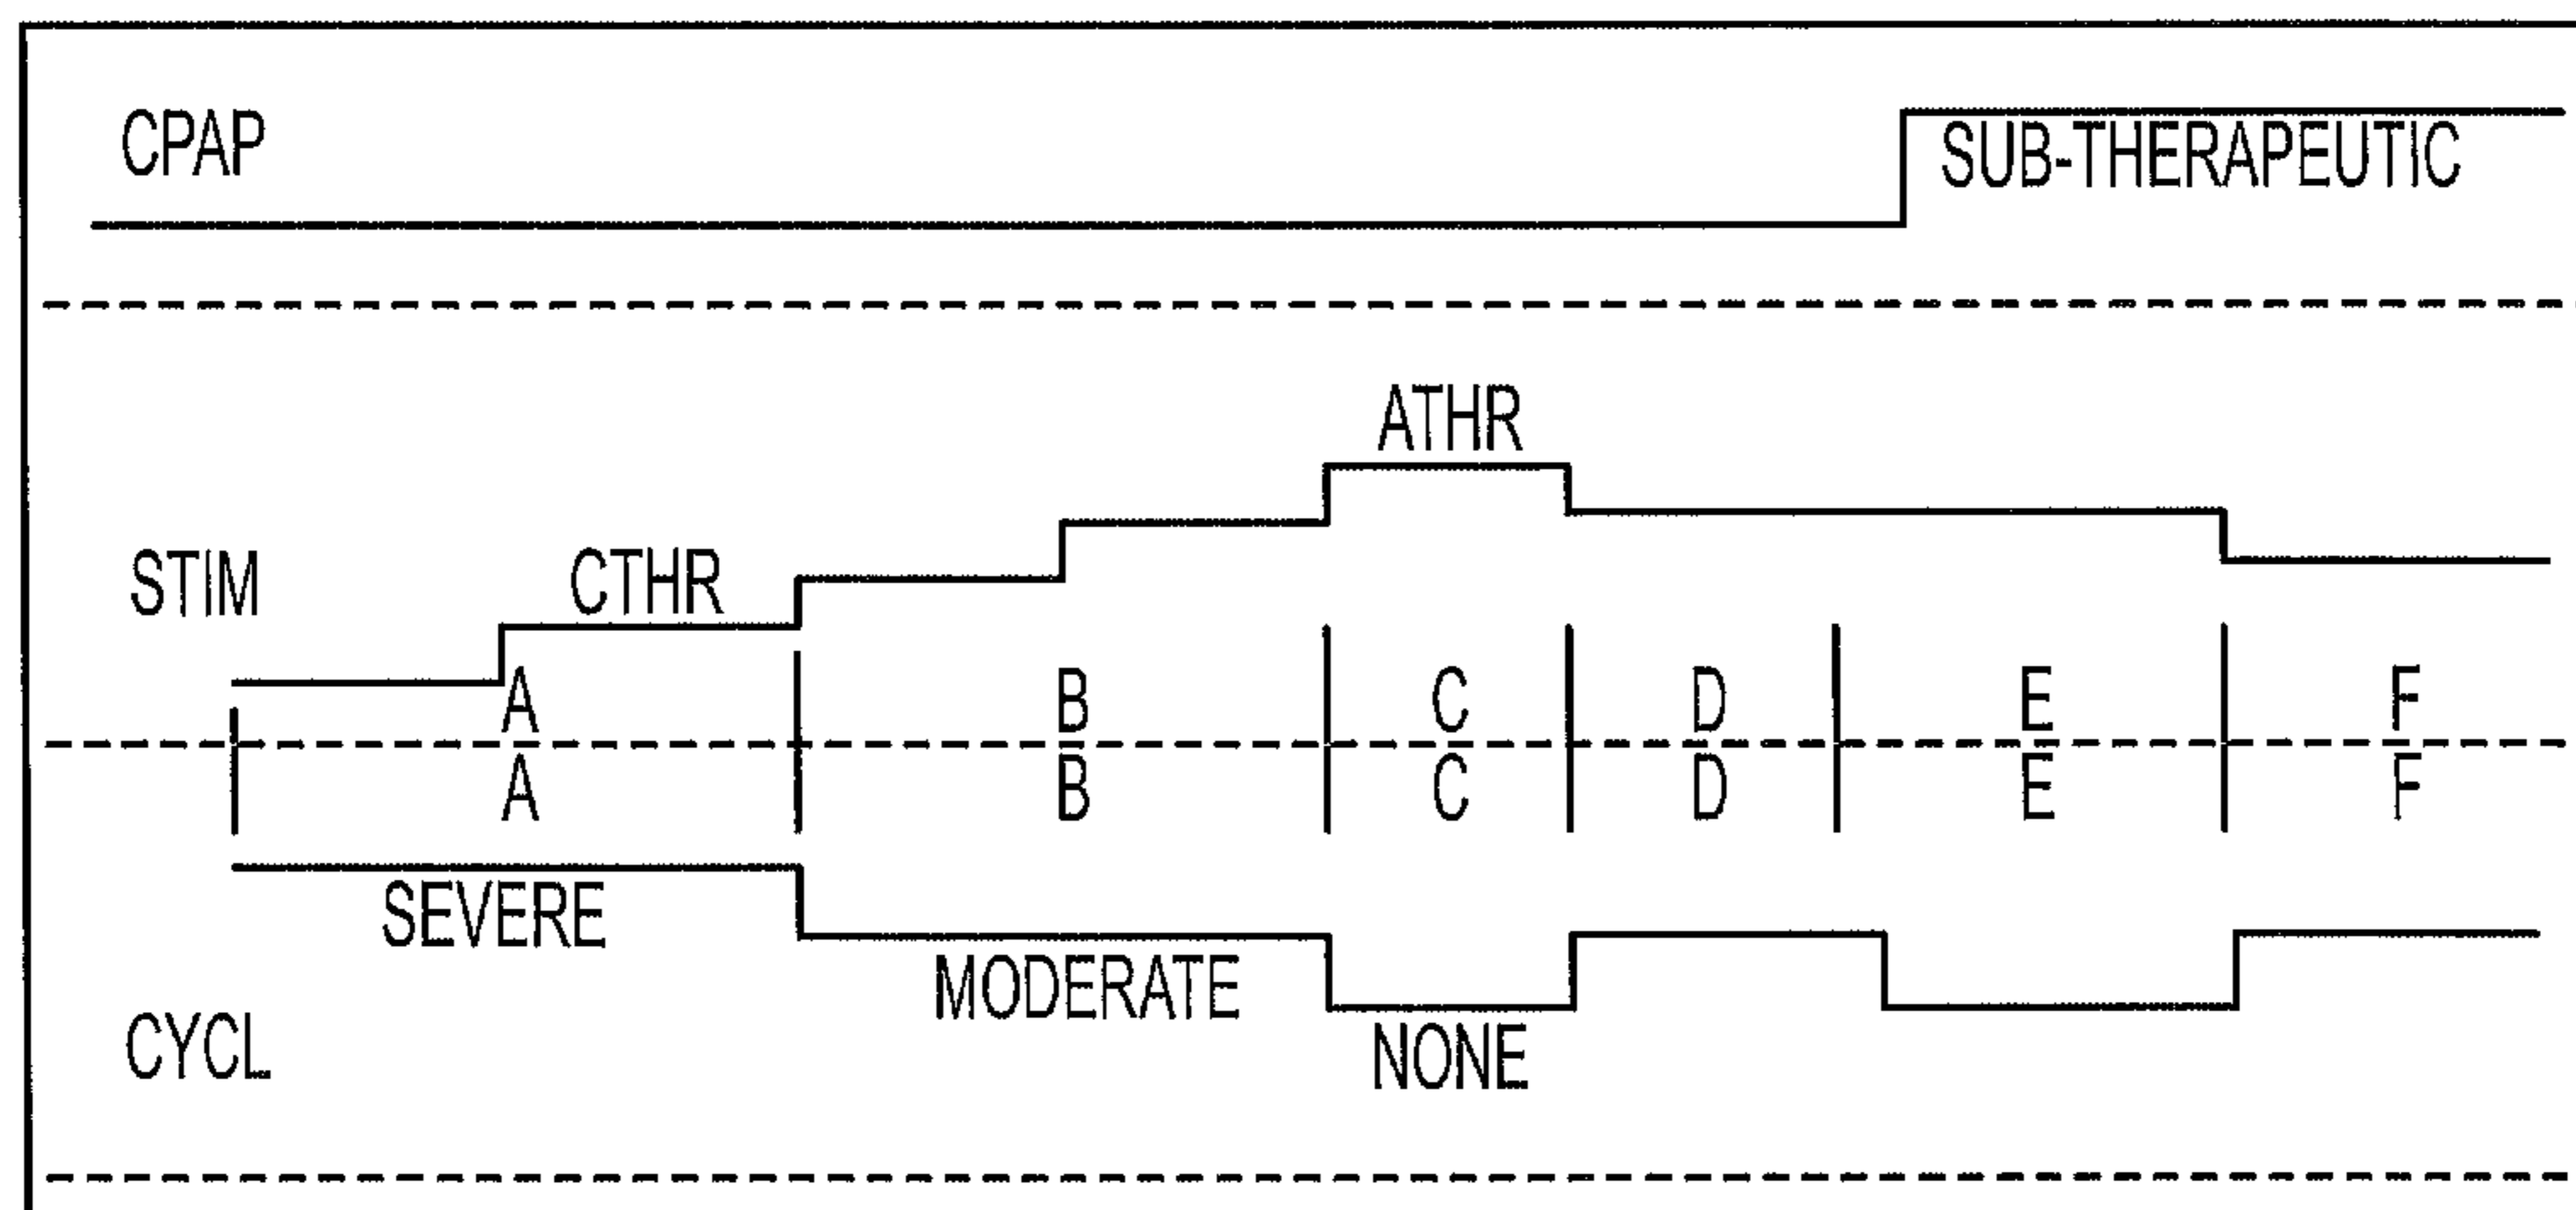 CPAP
SUB-THERAPEUTIC
ATHR
STIM
CTHR
A B C D E F
A B C D E F
SEVERE
MODERATE
NONE
CYCL